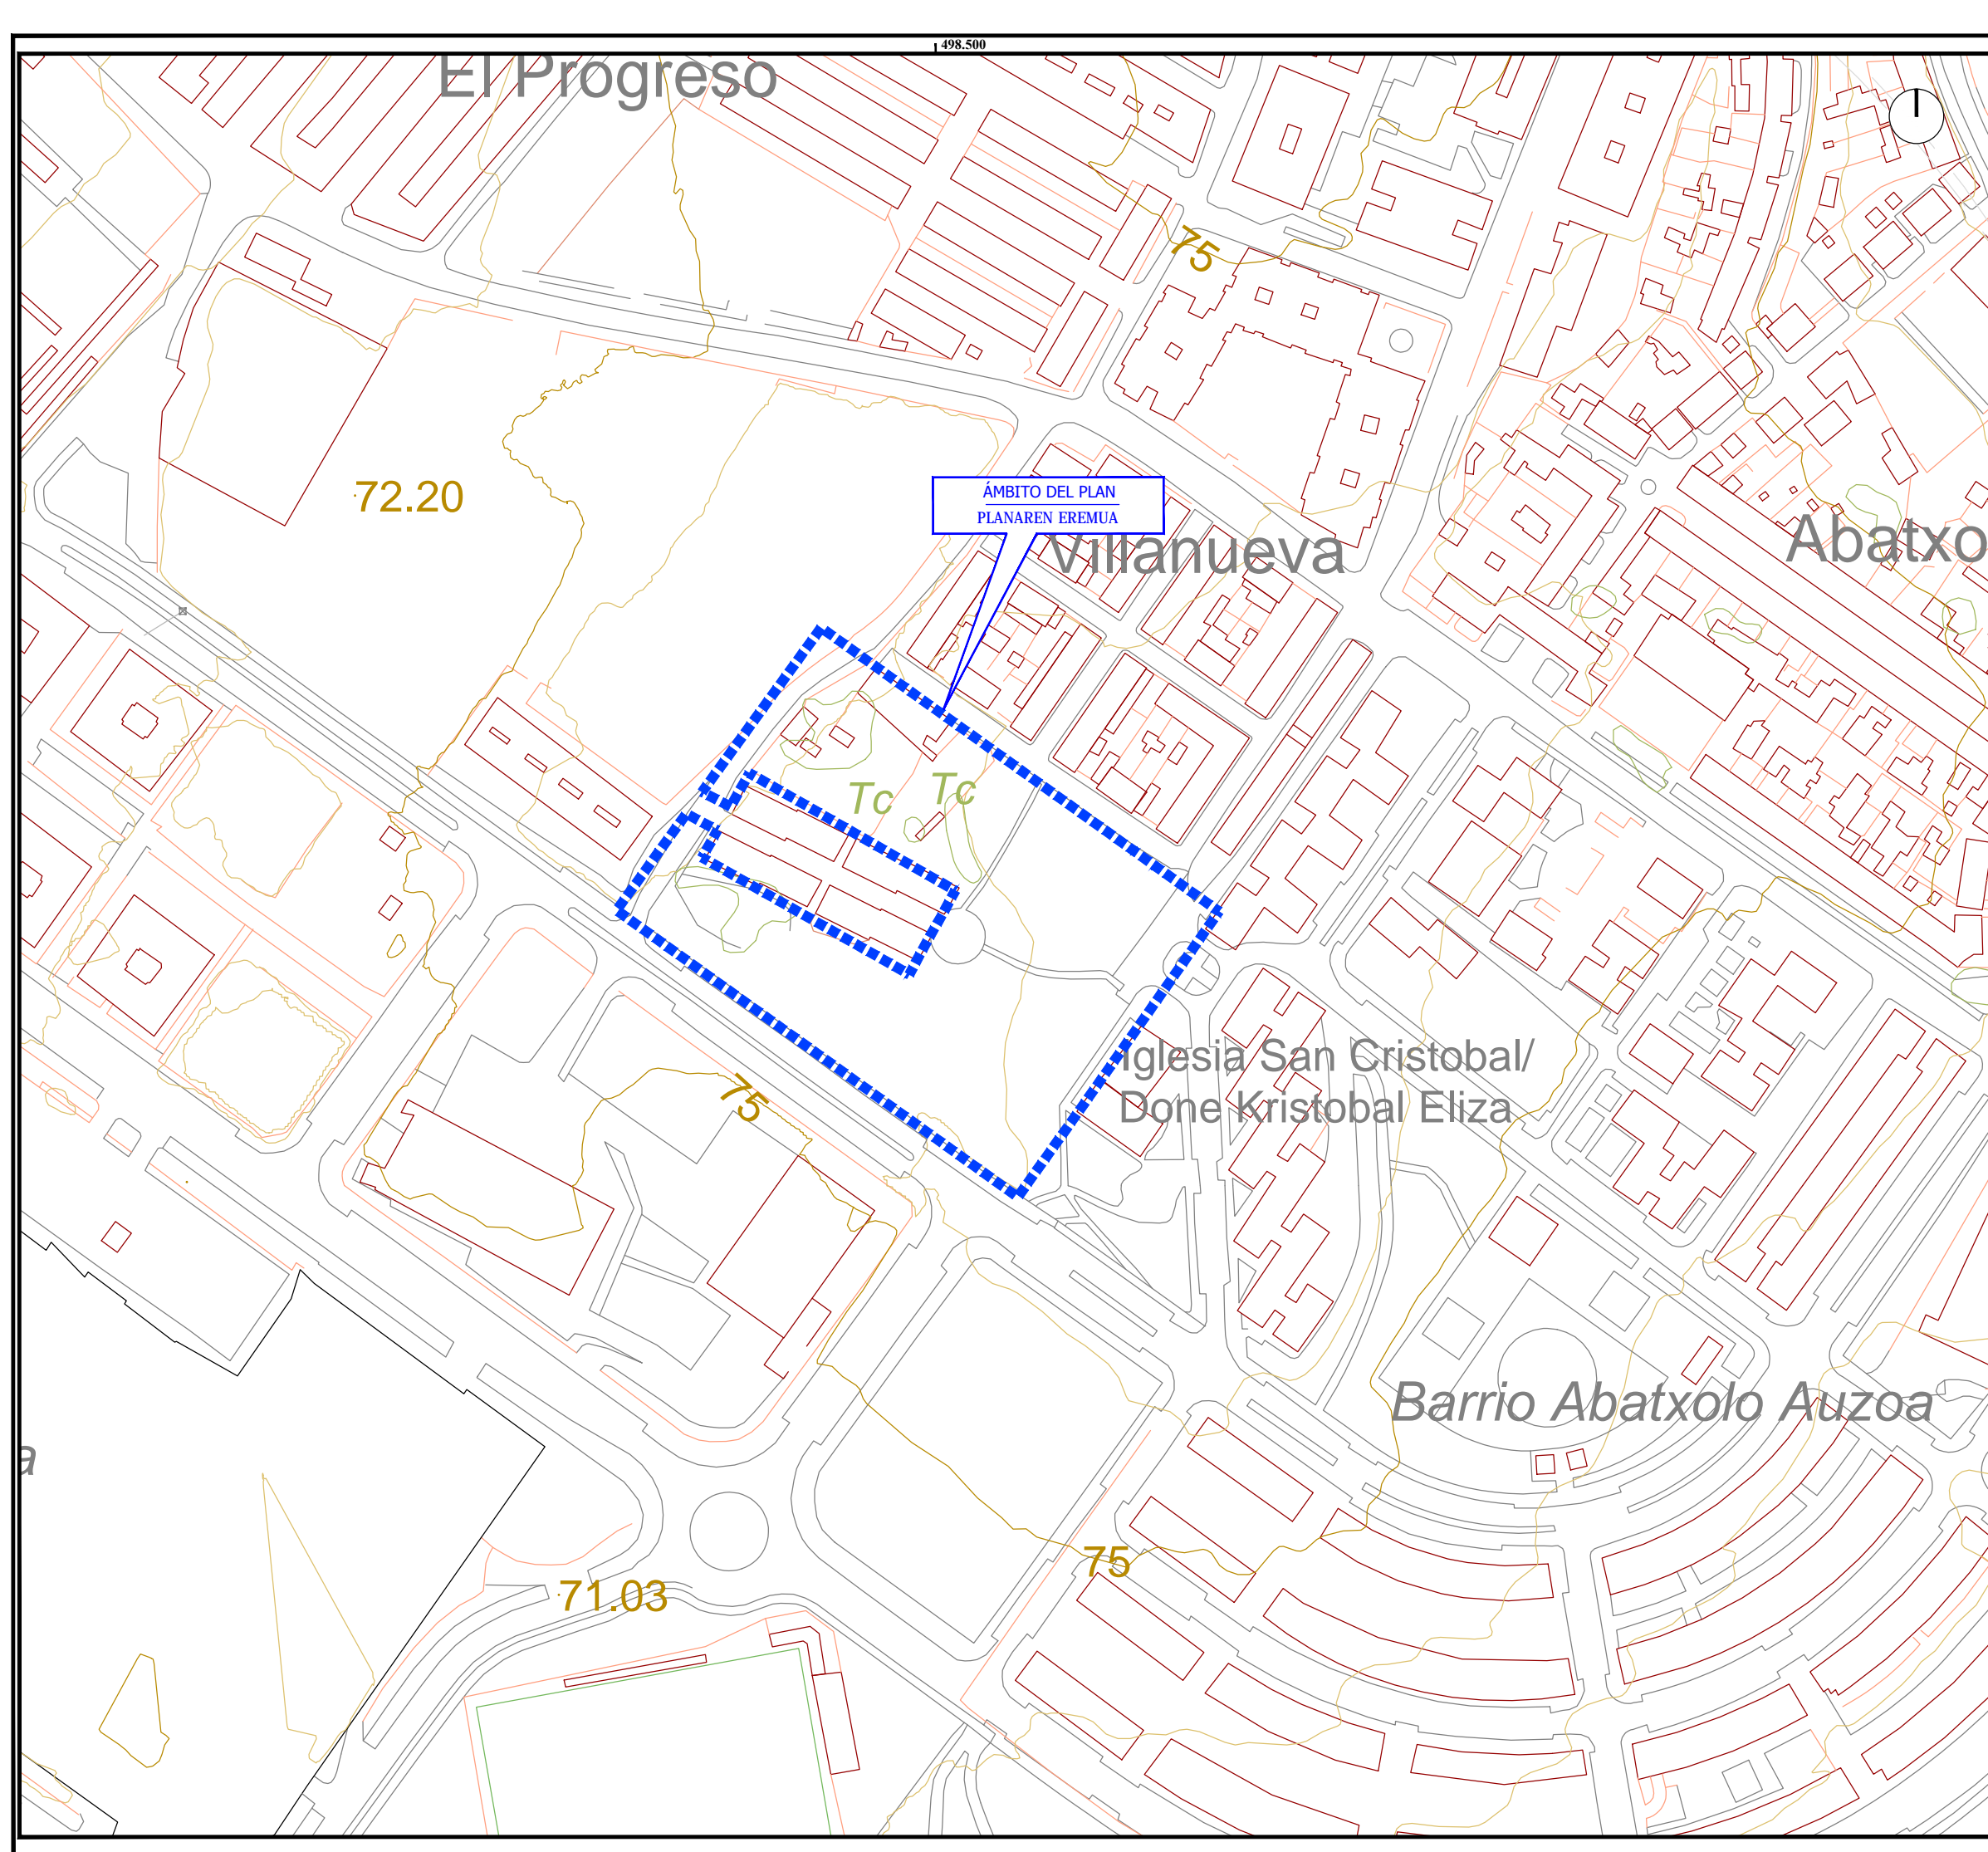 498.500
El Progreso
75
72.20
ÁMBITO DEL PLAN
PLANAREN EREMUA
Villanueva
Abatxo
Tc
Tc
Iglesia San Cristobal/
Done Kristobal Eliza
75
Barrio Abatxolo Auzoa
a
75
71.03